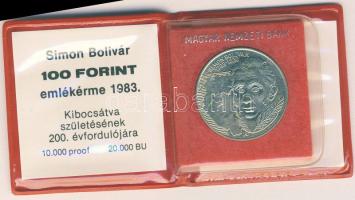 Simon Bolivár
100 FORINT
emlékérme 1983.
Kibocsátva
születésének
200. évfordulójára
10.000 proof 20.000 BU
MAGYAR NEMZETI BANK